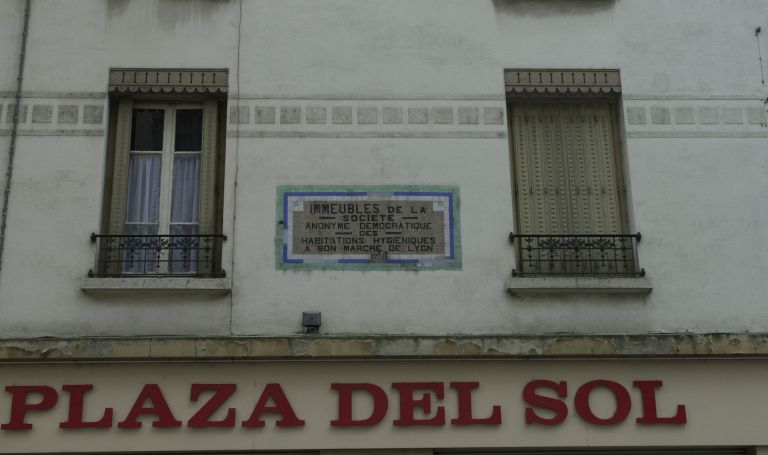 IMMEUBLES DE LA
SOCIETE
ANONYME DEMOCRATIQUE
DES
HABITATIONS HYGIENIQUES
A BON MARCHE DE LYON
PLAZA DEL SOL